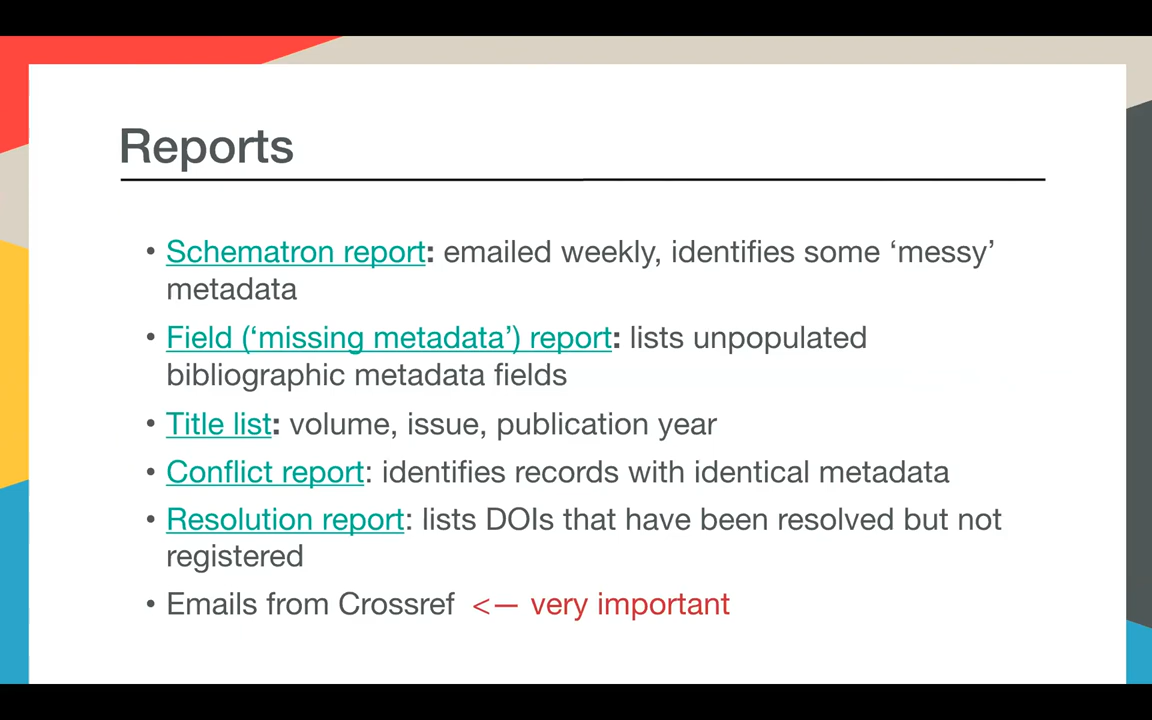 Reports
• Schematron report: emailed weekly, identifies some ‘messy’
metadata
• Field (‘missing metadata’) report: lists unpopulated
bibliographic metadata fields
• Title list: volume, issue, publication year
• Conflict report: identifies records with identical metadata
• Resolution report: lists DOIs that have been resolved but not
registered
• Emails from Crossref <— very important